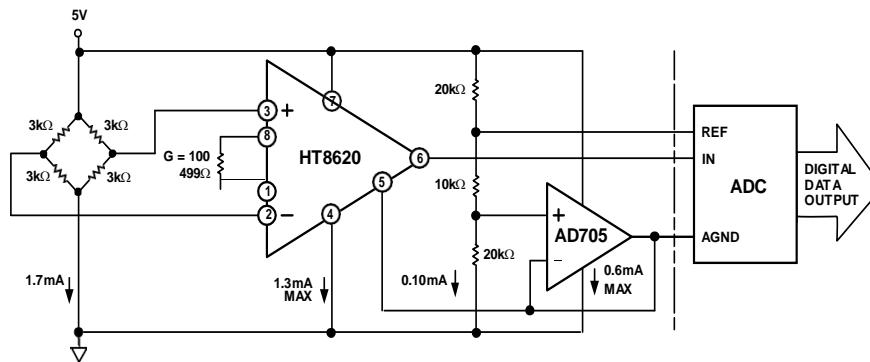 5V
3kΩ
3kΩ
3kΩ
3kΩ
1.7mA
G = 100
499Ω
3
8
1
2
+
−
7
HT8620
6
5
4
1.3mA
MAX
20kΩ
10kΩ
20kΩ
0.10mA
+
−
AD705
0.6mA
MAX
REF
IN
ADC
AGND
DIGITAL
DATA
OUTPUT